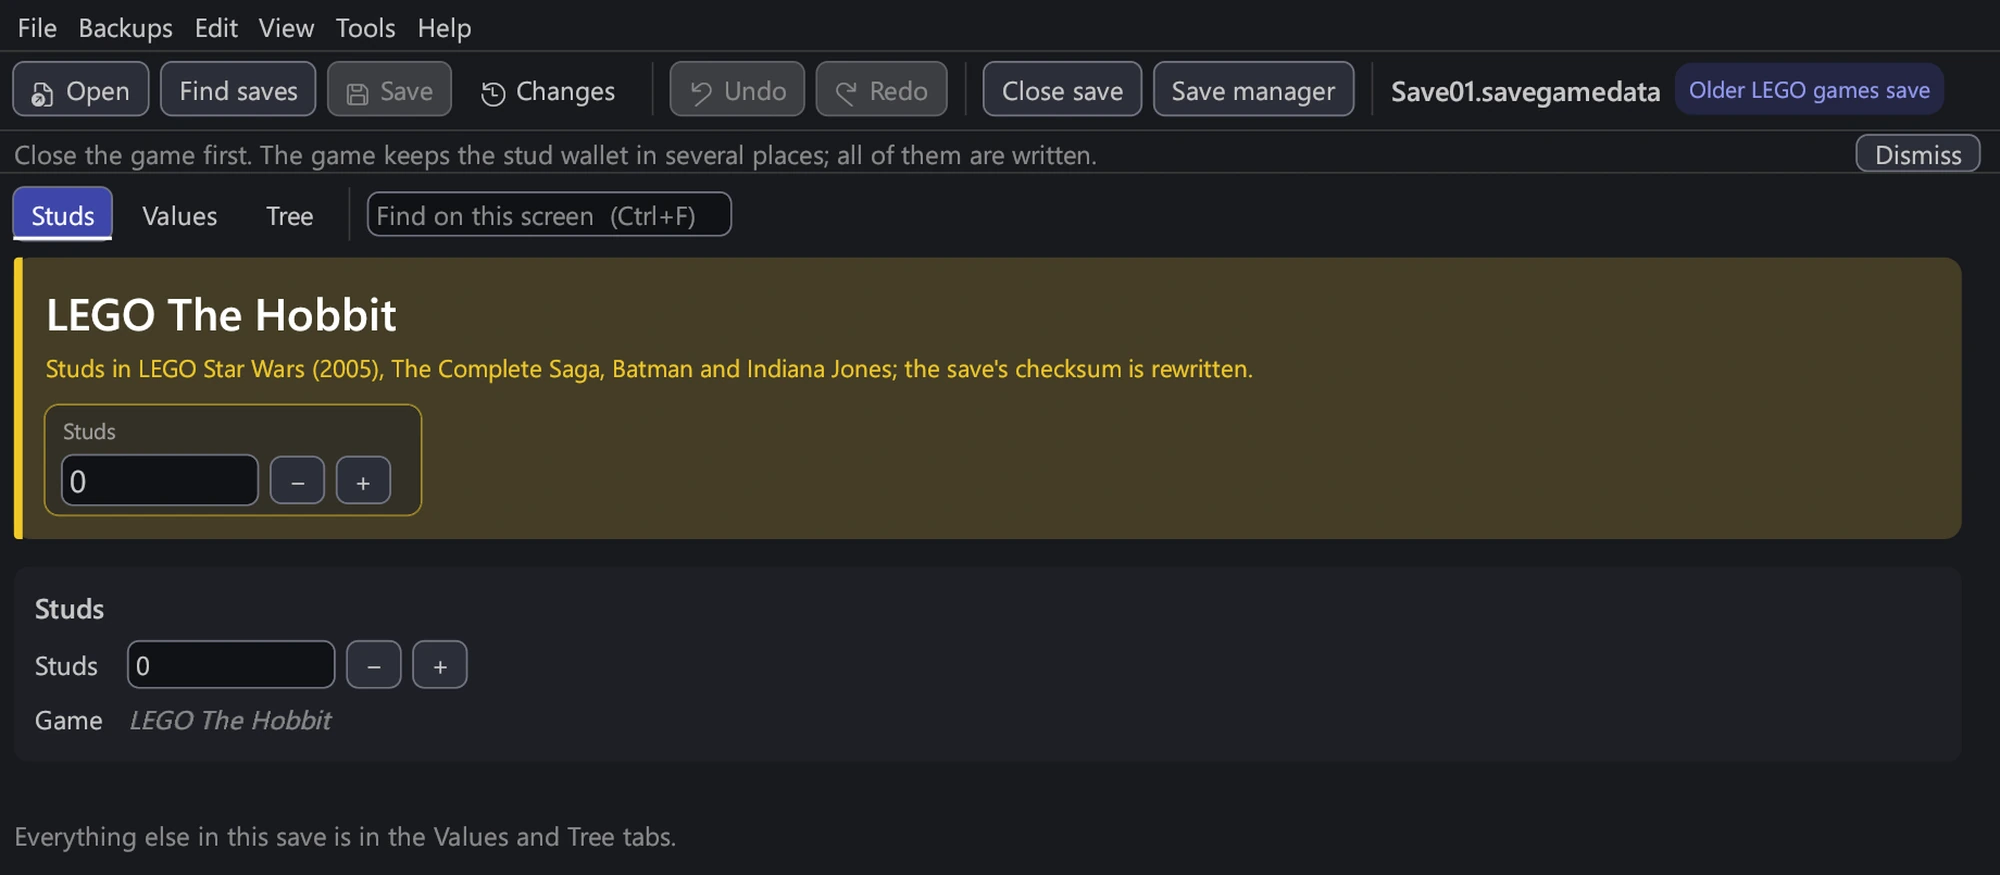 File Backups Edit View Tools Help
Open Find saves Save Changes Undo Redo Close save Save manager Save01.savegamedata Older LEGO games save
Close the game first. The game keeps the stud wallet in several places; all of them are written. Dismiss
Studs Values Tree Find on this screen (Ctrl+F)
LEGO The Hobbit
Studs in LEGO Star Wars (2005), The Complete Saga, Batman and Indiana Jones; the save's checksum is rewritten.
Studs
0 – +
Studs
Studs 0 – +
Game LEGO The Hobbit
Everything else in this save is in the Values and Tree tabs.